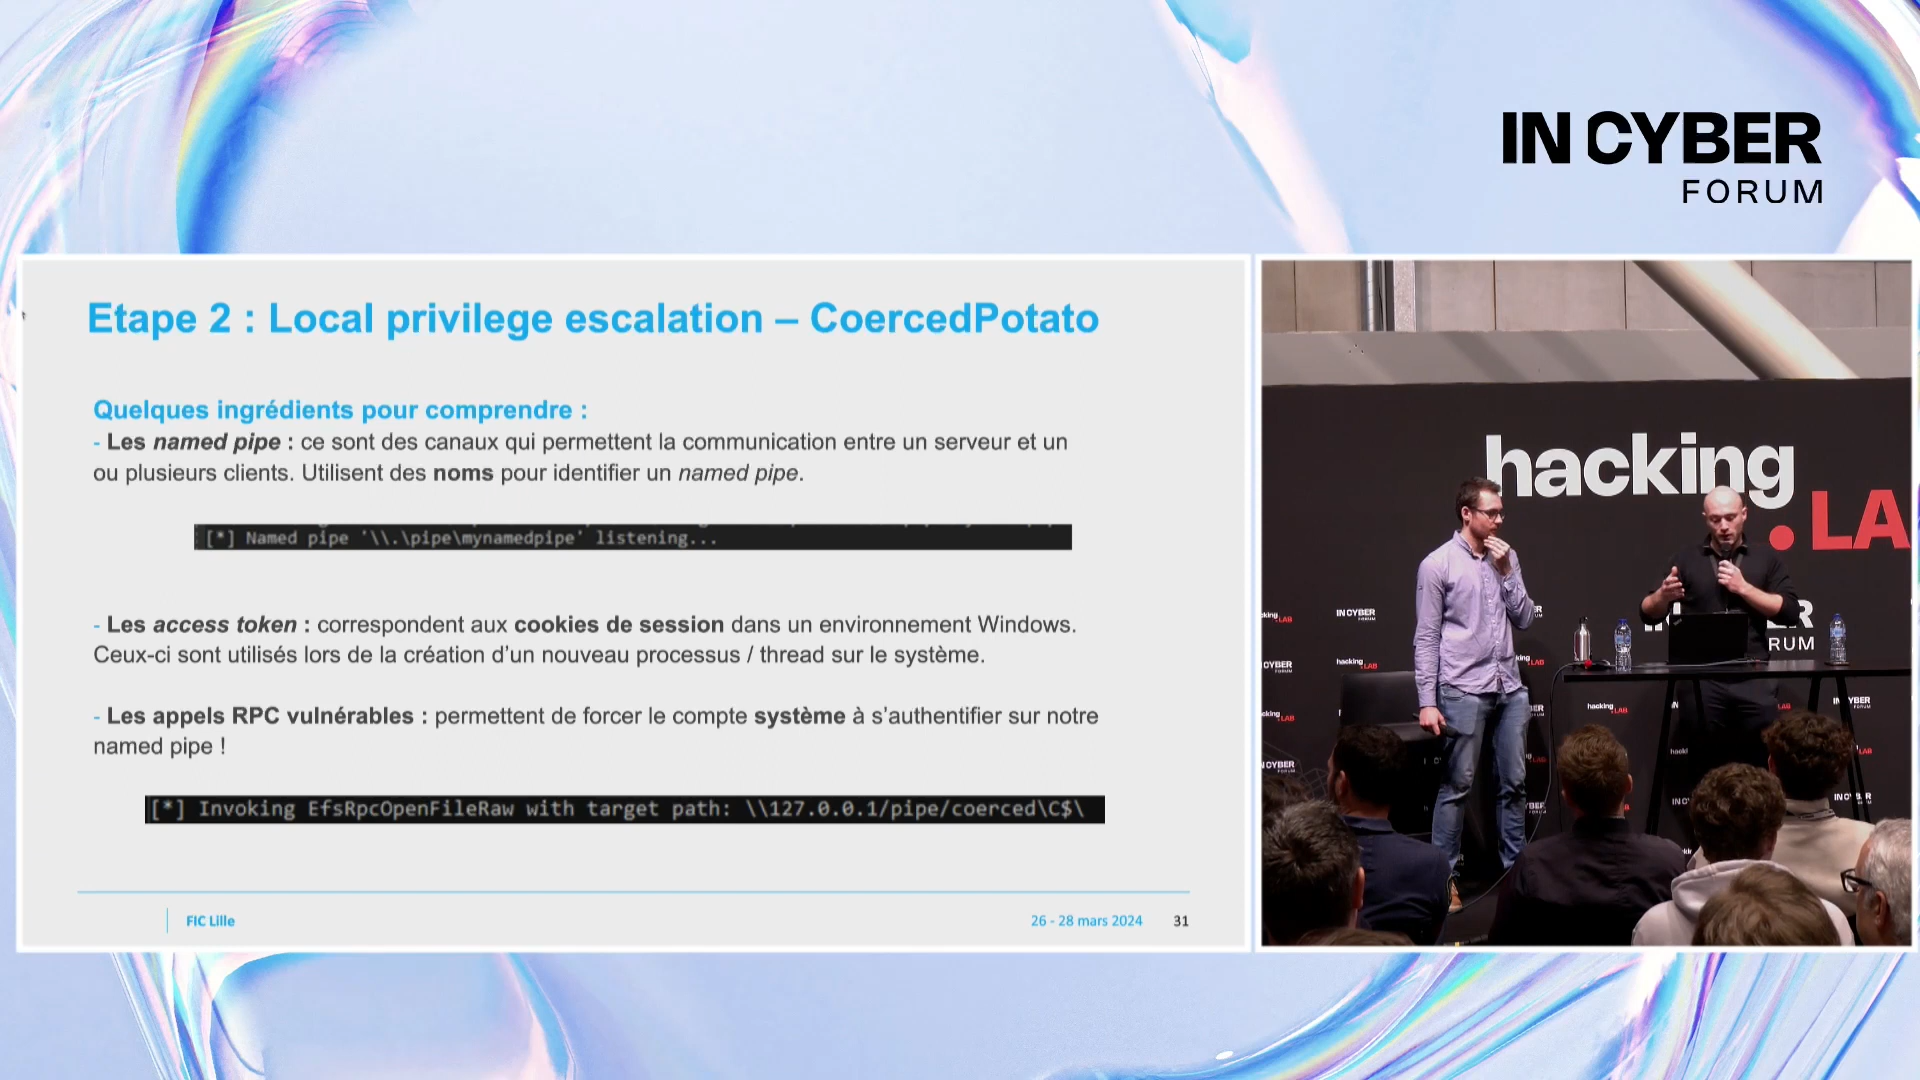 IN CYBER
FORUM
Etape 2 : Local privilege escalation – CoercedPotato
Quelques ingrédients pour comprendre :
- Les named pipe : ce sont des canaux qui permettent la communication entre un serveur et un
ou plusieurs clients. Utilisent des noms pour identifier un named pipe.
[*] Named pipe '\\.\pipe\mynamedpipe' listening...
- Les access token : correspondent aux cookies de session dans un environnement Windows.
Ceux-ci sont utilisés lors de la création d’un nouveau processus / thread sur le système.
- Les appels RPC vulnérables : permettent de forcer le compte système à s’authentifier sur notre
named pipe !
[*] Invoking EfsRpcOpenFileRaw with target path: \\127.0.0.1/pipe/coerced\C$\
FIC Lille
26 - 28 mars 2024
31
hacking
.LA
IN CYBER
FORUM
hacking.LAB
RUM